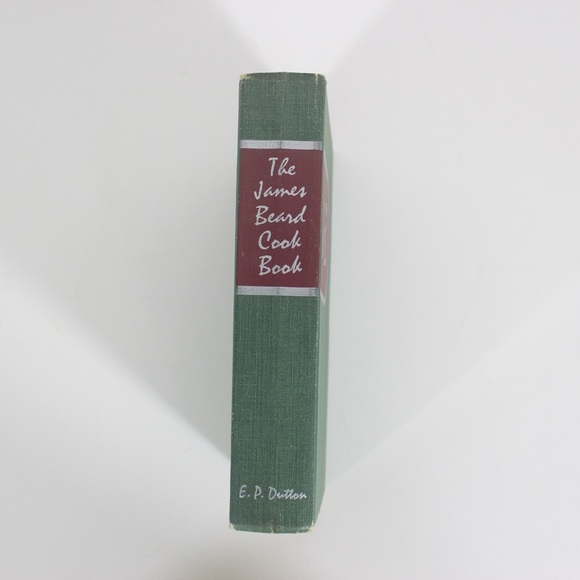 The
James
Beard
Cook
Book
E. P. Dutton